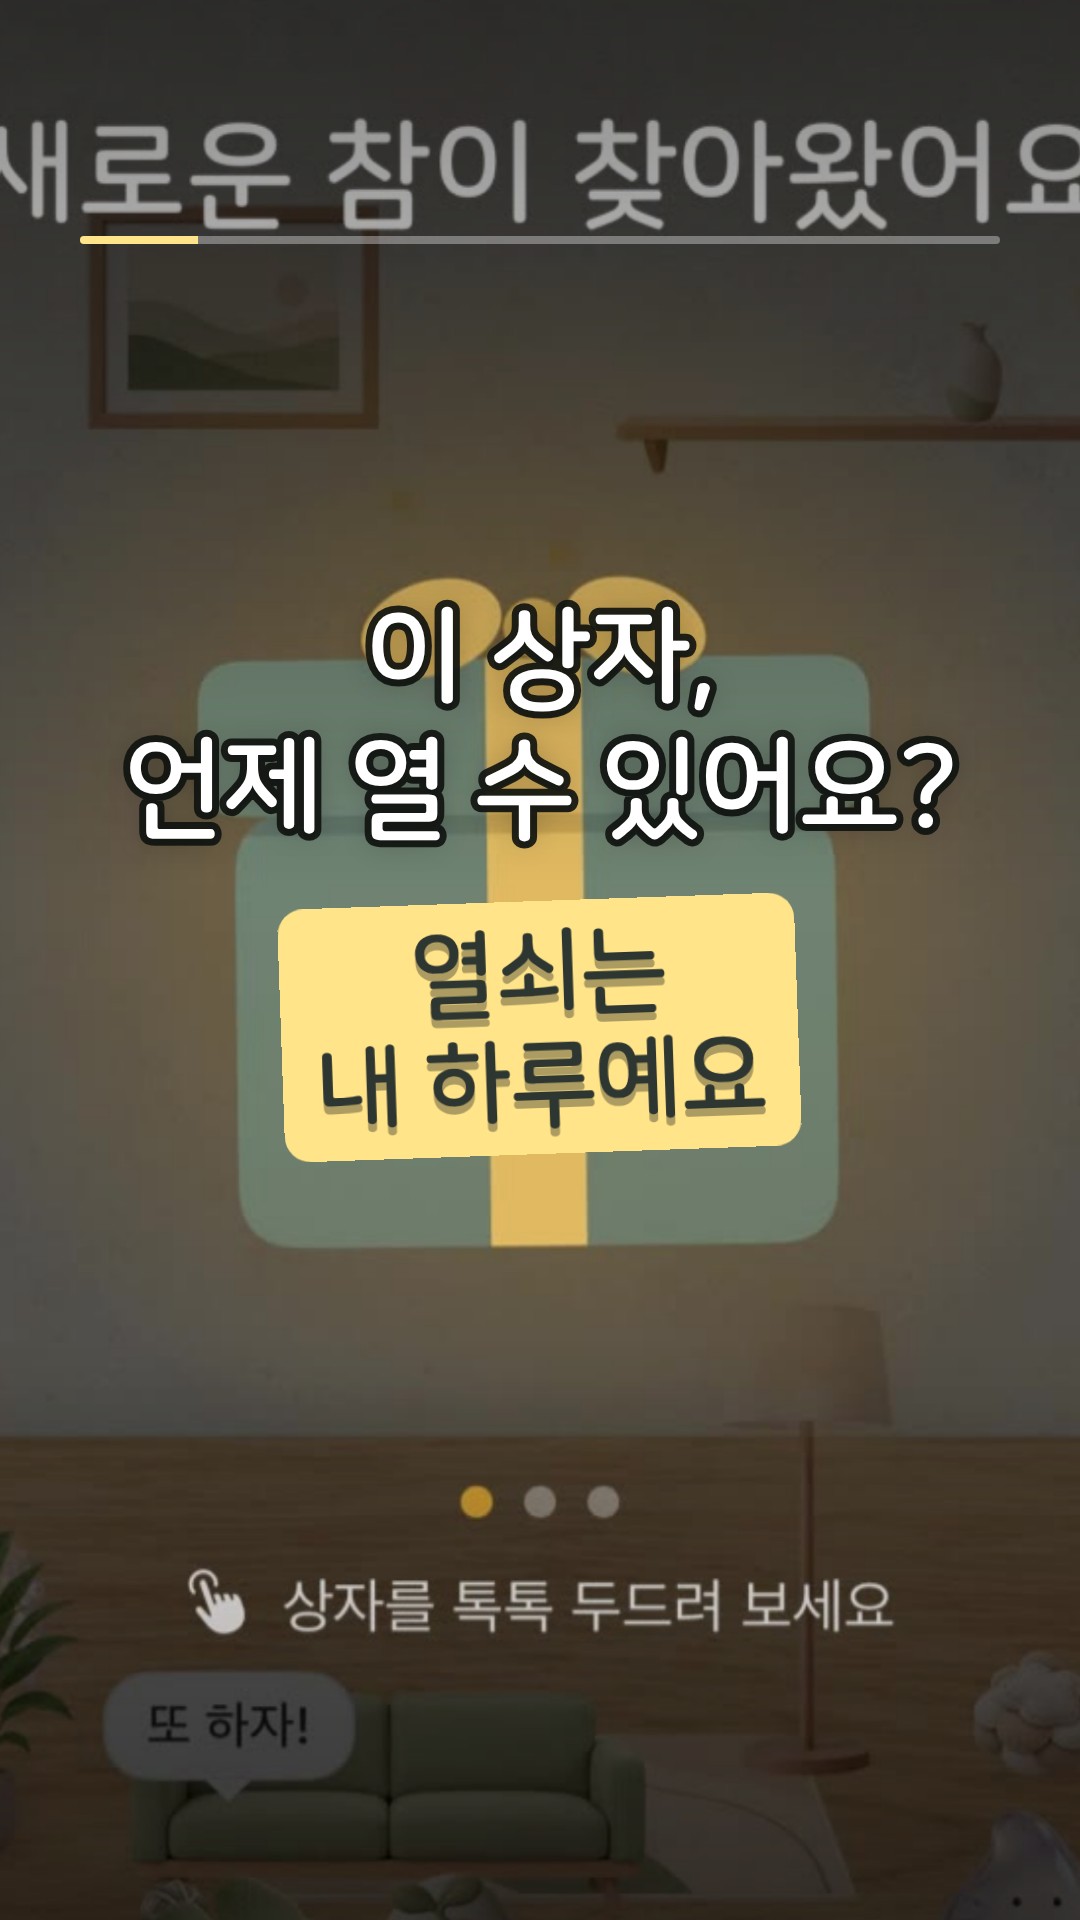 새로운 참이 찾아왔어요
이 상자,
언제 열 수 있어요?
열쇠는
내 하루예요
상자를 톡톡 두드려 보세요
또 하자!